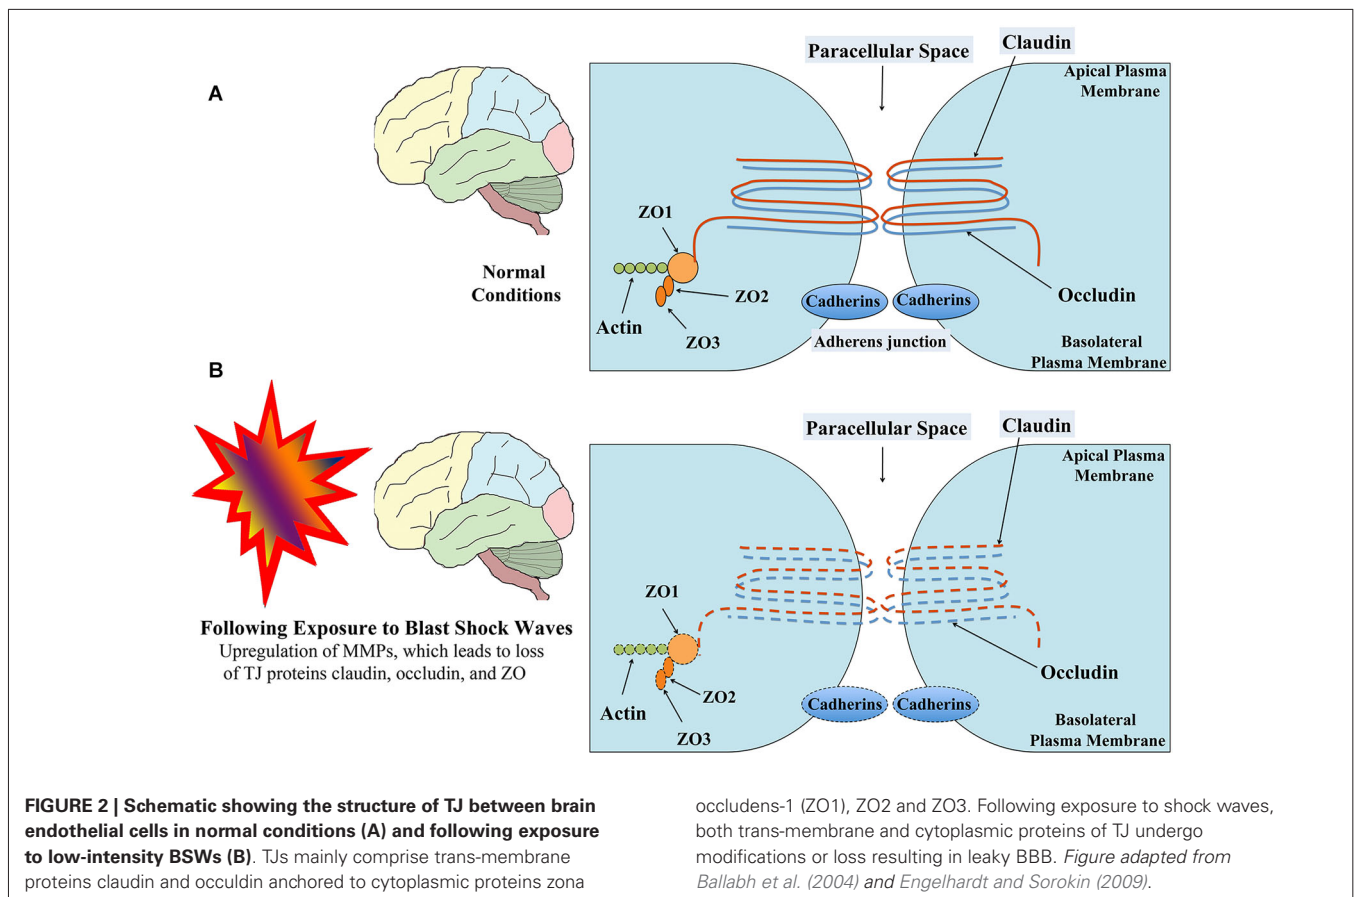 A
Normal
Conditions
Paracellular Space
Claudin
Apical Plasma
Membrane
ZO1
ZO2
Actin
ZO3
Occludin
Cadherins
Cadherins
Adherens junction
Basolateral
Plasma Membrane
B
Following Exposure to Blast Shock Waves
Upregulation of MMPs, which leads to loss
of TJ proteins claudin, occludin, and ZO
Paracellular Space
Claudin
Apical Plasma
Membrane
ZO1
ZO2
Actin
ZO3
Occludin
Cadherins
Cadherins
Basolateral
Plasma Membrane
FIGURE 2 | Schematic showing the structure of TJ between brain
endothelial cells in normal conditions (A) and following exposure
to low-intensity BSWs (B). TJs mainly comprise trans-membrane
proteins claudin and occuldin anchored to cytoplasmic proteins zona
occludens-1 (ZO1), ZO2 and ZO3. Following exposure to shock waves,
both trans-membrane and cytoplasmic proteins of TJ undergo
modifications or loss resulting in leaky BBB. Figure adapted from
Ballabh et al. (2004) and Engelhardt and Sorokin (2009).